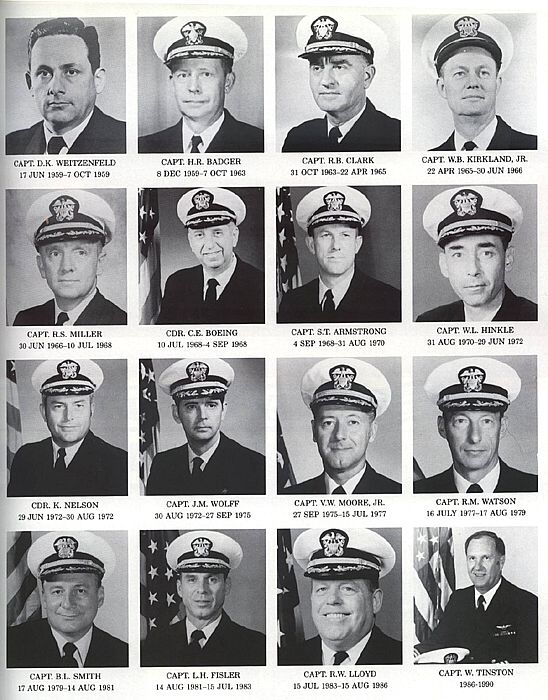 CAPT. D.K. WEITZENFELD
17 JUN 1959–7 OCT 1959
CAPT. H.R. BADGER
8 DEC 1959–7 OCT 1963
CAPT. R.B. CLARK
31 OCT 1963–22 APR 1965
CAPT. W.B. KIRKLAND, JR.
22 APR 1965–30 JUN 1966
CAPT. R.S. MILLER
30 JUN 1966–10 JUL 1968
CDR. C.E. BOEING
10 JUL 1968–4 SEP 1968
CAPT. S.T. ARMSTRONG
4 SEP 1968–31 AUG 1970
CAPT. W.L. HINKLE
31 AUG 1970–29 JUN 1972
CDR. K. NELSON
29 JUN 1972–30 AUG 1972
CAPT. J.M. WOLFF
30 AUG 1972–27 SEP 1975
CAPT. V.W. MOORE, JR.
27 SEP 1975–15 JUL 1977
CAPT. R.M. WATSON
16 JULY 1977–17 AUG 1979
CAPT. B.L. SMITH
17 AUG 1979–14 AUG 1981
CAPT. L.H. FISLER
14 AUG 1981–15 JUL 1983
CAPT. R.W. LLOYD
15 JUL 1983–15 AUG 1986
CAPT. W. TINSTON
1986-1990